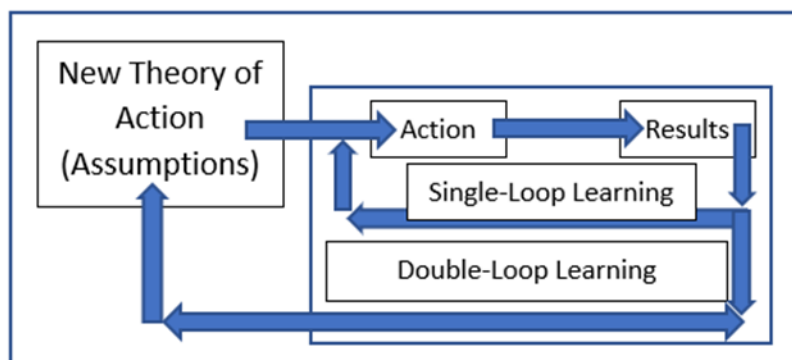 New Theory of
Action
(Assumptions)
Action
Results
Single-Loop Learning
Double-Loop Learning